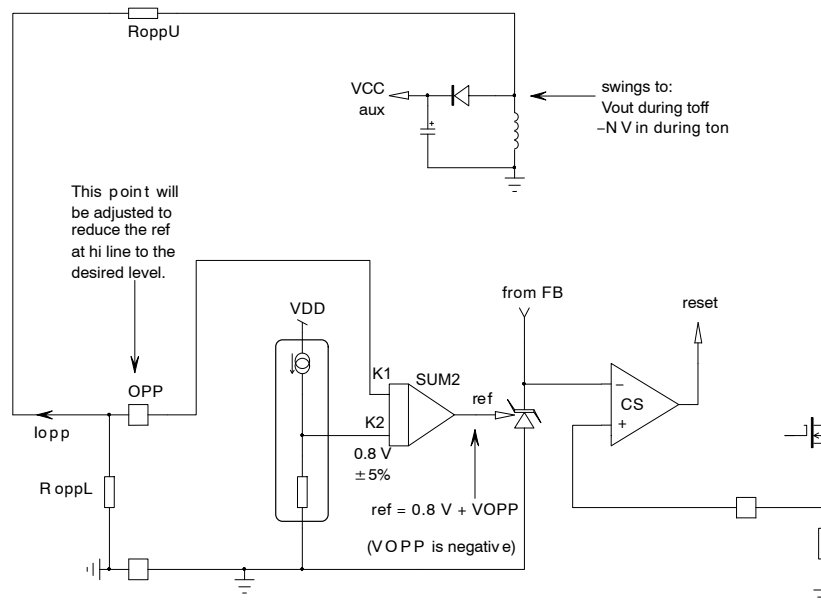 RoppU
VCC
aux
swings to:
Vout during toff
–N V in during ton
This point will
be adjusted to
reduce the ref
at hi line to the
desired level.
from FB
reset
VDD
OPP
K1
SUM2
ref
CS
–
+
Iopp
K2
0.8 V
±5%
RoppL
ref = 0.8 V + VOPP
(VOPP is negative)
+